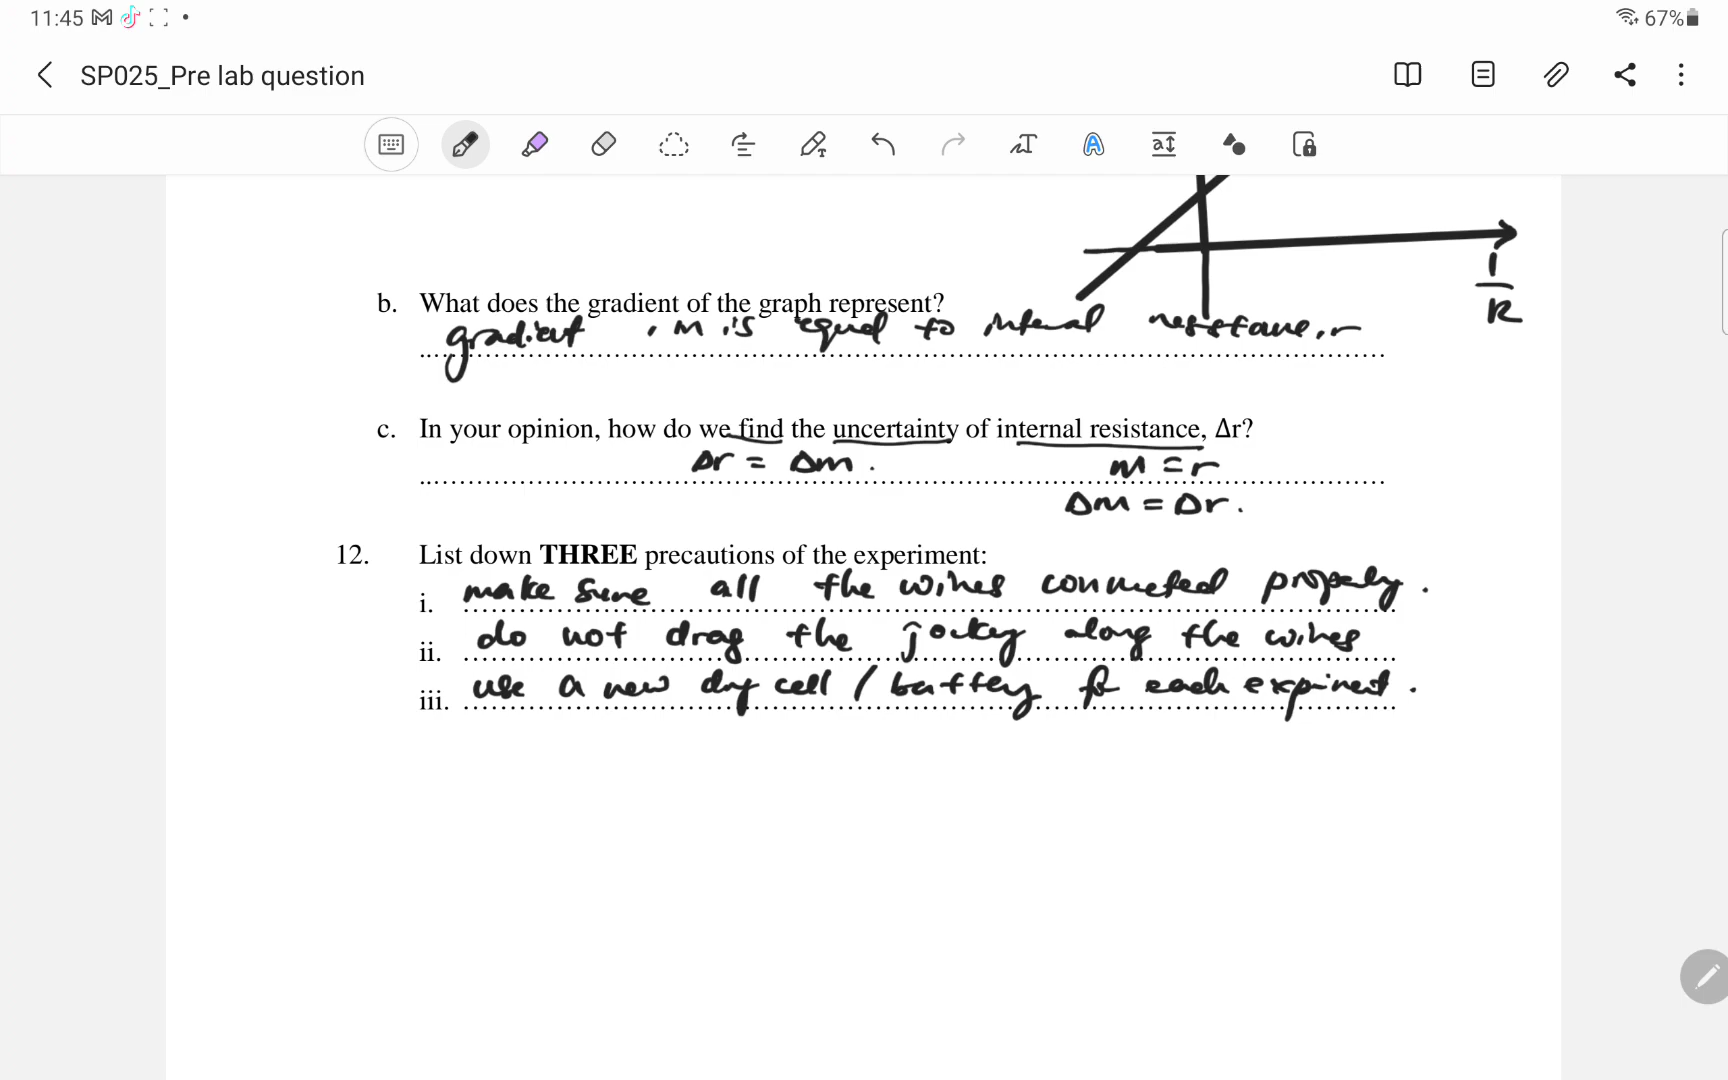 11:45
67%
SP025_Pre lab question
1
R
b. What does the gradient of the graph represent?
gradient, m is equal to internal resistance, r
c. In your opinion, how do we find the uncertainty of internal resistance, Δr?
Δr = Δm. m = r
Δm = Δr.
12. List down THREE precautions of the experiment:
i. make sure all the wires connected properly.
ii. do not drag the jockey along the wires
iii. use a new dry cell / battery for each experiment.